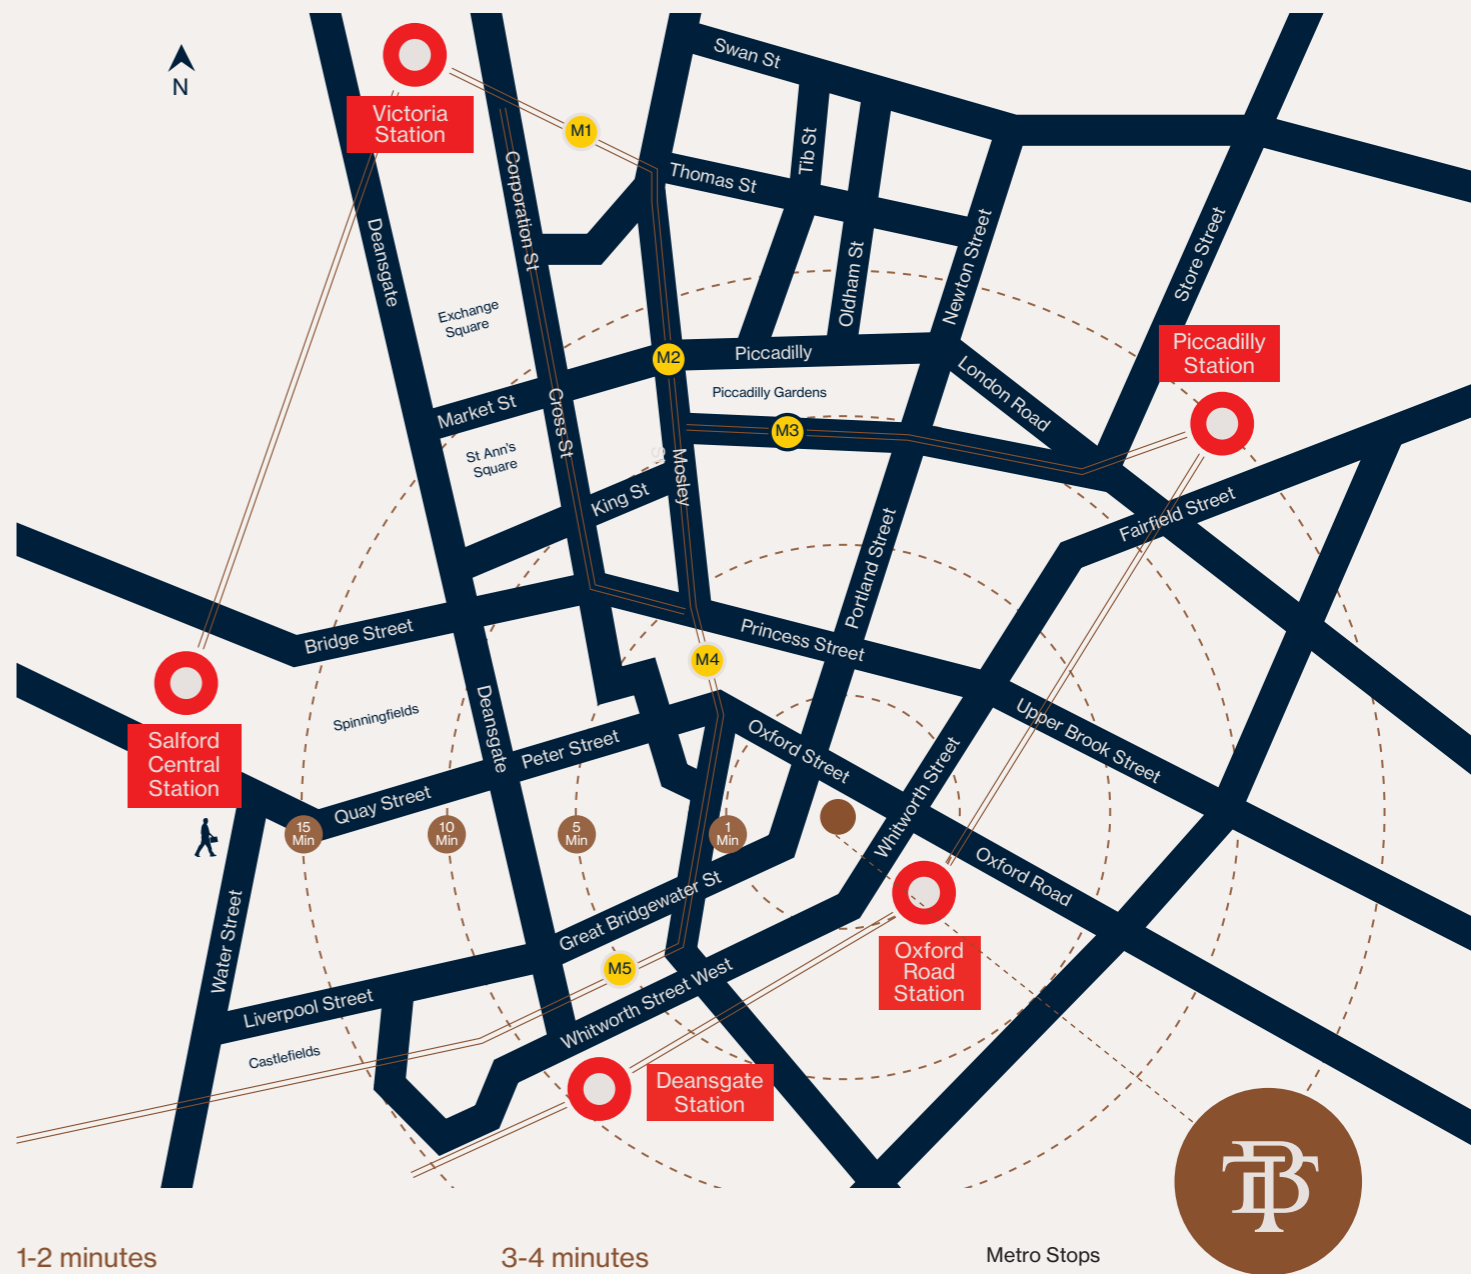 N
Victoria
Station
M1
Swan St
Tib St
Thomas St
Corporation St
Deansgate
Oldham St
Newton Street
Store Street
Exchange
Square
Piccadilly
Station
M2
Piccadilly
Piccadilly Gardens
London Road
Market St
Cross St
M3
St Ann's
Square
Mosley
King St
Fairfield Street
Portland Street
Bridge Street
Princess Street
M4
Salford
Central
Station
Spinningfields
Deansgate
Peter Street
Oxford Street
Upper Brook Street
Whitworth Street
Quay Street
15
Min
10
Min
5
Min
1
Min
Oxford Road
Water Street
Great Bridgewater St
M5
Whitworth Street West
Oxford
Road
Station
Liverpool Street
Castlefields
Deansgate
Station
TB
1-2 minutes
3-4 minutes
Metro Stops